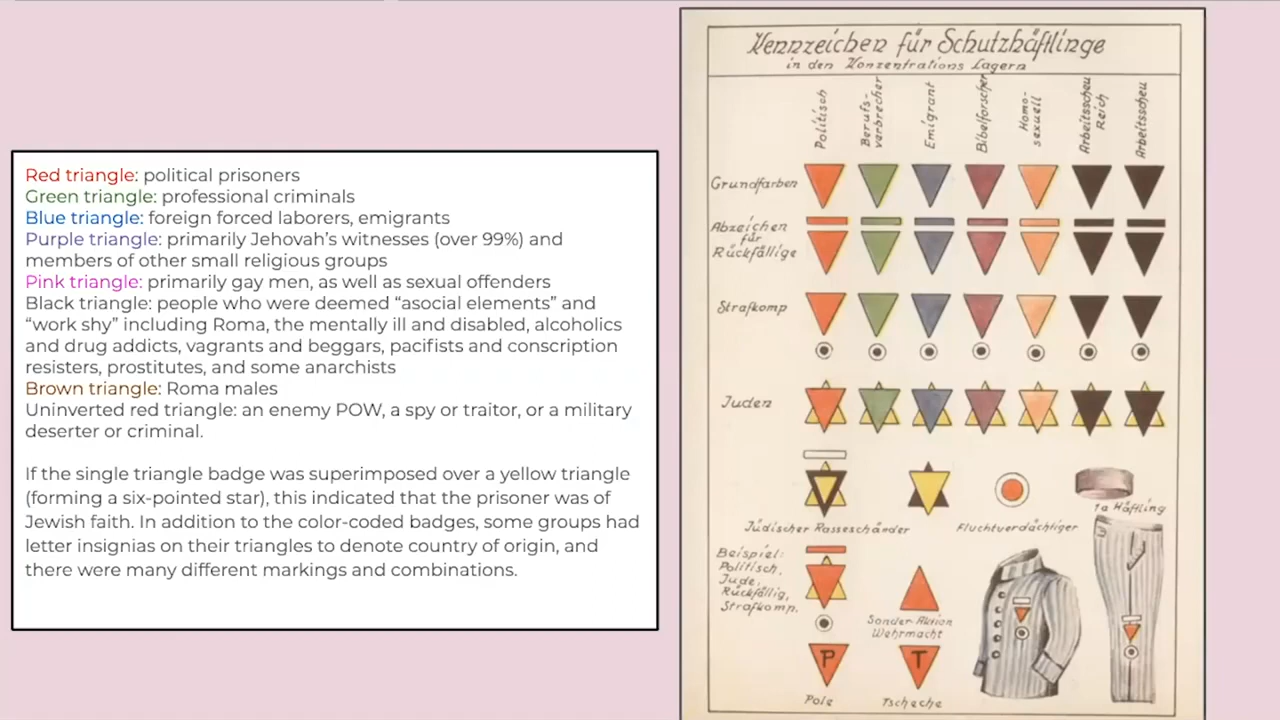 Red triangle: political prisoners
Green triangle: professional criminals
Blue triangle: foreign forced laborers, emigrants
Purple triangle: primarily Jehovah’s witnesses (over 99%) and
members of other small religious groups
Pink triangle: primarily gay men, as well as sexual offenders
Black triangle: people who were deemed “asocial elements” and
“work shy” including Roma, the mentally ill and disabled, alcoholics
and drug addicts, vagrants and beggars, pacifists and conscription
resisters, prostitutes, and some anarchists
Brown triangle: Roma males
Uninverted red triangle: an enemy POW, a spy or traitor, or a military
deserter or criminal.
If the single triangle badge was superimposed over a yellow triangle
(forming a six-pointed star), this indicated that the prisoner was of
Jewish faith. In addition to the color-coded badges, some groups had
letter insignias on their triangles to denote country of origin, and
there were many different markings and combinations.
Kennzeichen für Schutzhäftlinge
in den Konzentrations Lagern
Politisch
Berufs-
verbrecher
Emigrant
Bibelforscher
Homo-
sexuell
Arbeitsscheu
Reich
Arbeitsscheu
Grundfarben
Abzeichen
für
Rückfällige
Strafkomp
Juden
Jüdischer Rasseschänder
Fluchtverdächtiger
1a Häftling
Beispiel:
Politisch.
Jude,
Rückfällig,
Strafkomp.
Sonder-Aktion
Wehrmacht
P
T
Pole
Tscheche